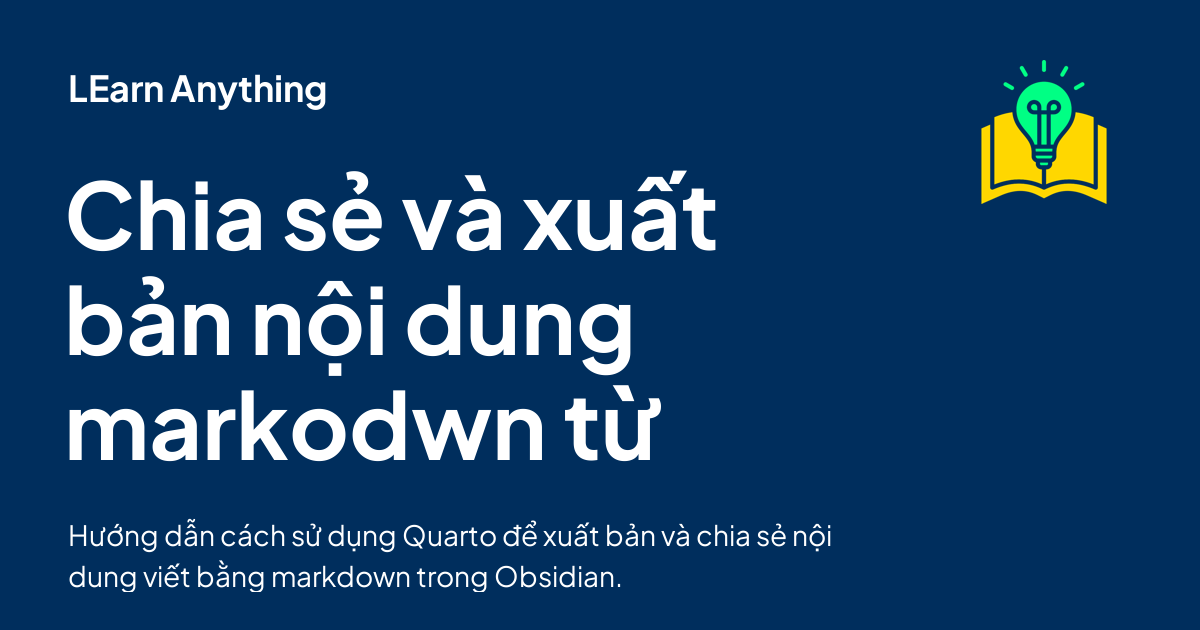 LEarn Anything
Chia sẻ và xuất
bản nội dung
markodwn từ
Hướng dẫn cách sử dụng Quarto để xuất bản và chia sẻ nội
dung viết bằng markdown trong Obsidian.